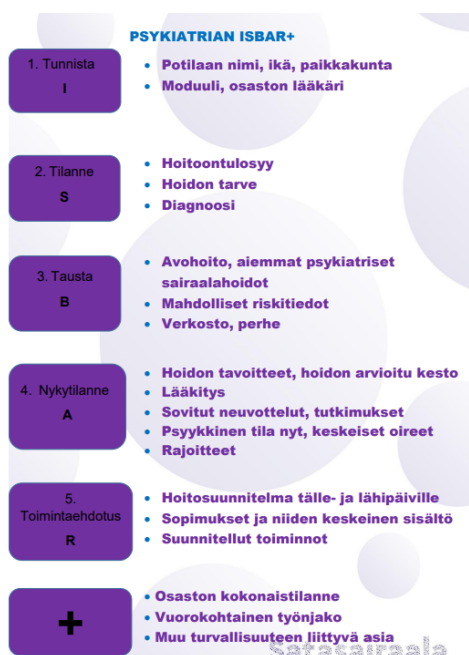 PSYKIATRIAN ISBAR+
1. Tunnista
I
• Potilaan nimi, ikä, paikkakunta
• Moduuli, osaston lääkäri
2. Tilanne
S
• Hoitoontulosyy
• Hoidon tarve
• Diagnoosi
3. Tausta
B
• Avohoito, aiemmat psykiatriset
sairaalahoidot
• Mahdolliset riskitiedot
• Verkosto, perhe
4. Nykytilanne
A
• Hoidon tavoitteet, hoidon arvioitu kesto
• Lääkitys
• Sovitut neuvottelut, tutkimukset
• Psyykkinen tila nyt, keskeiset oireet
• Rajoitteet
5.
Toimintaehdotus
R
• Hoitosuunnitelma tälle- ja lähipäiville
• Sopimukset ja niiden keskeinen sisältö
• Suunnitellut toiminnot
+
• Osaston kokonaistilanne
• Vuorokohtainen työnjako
• Muu turvallisuuteen liittyvä asia
Satasairaala